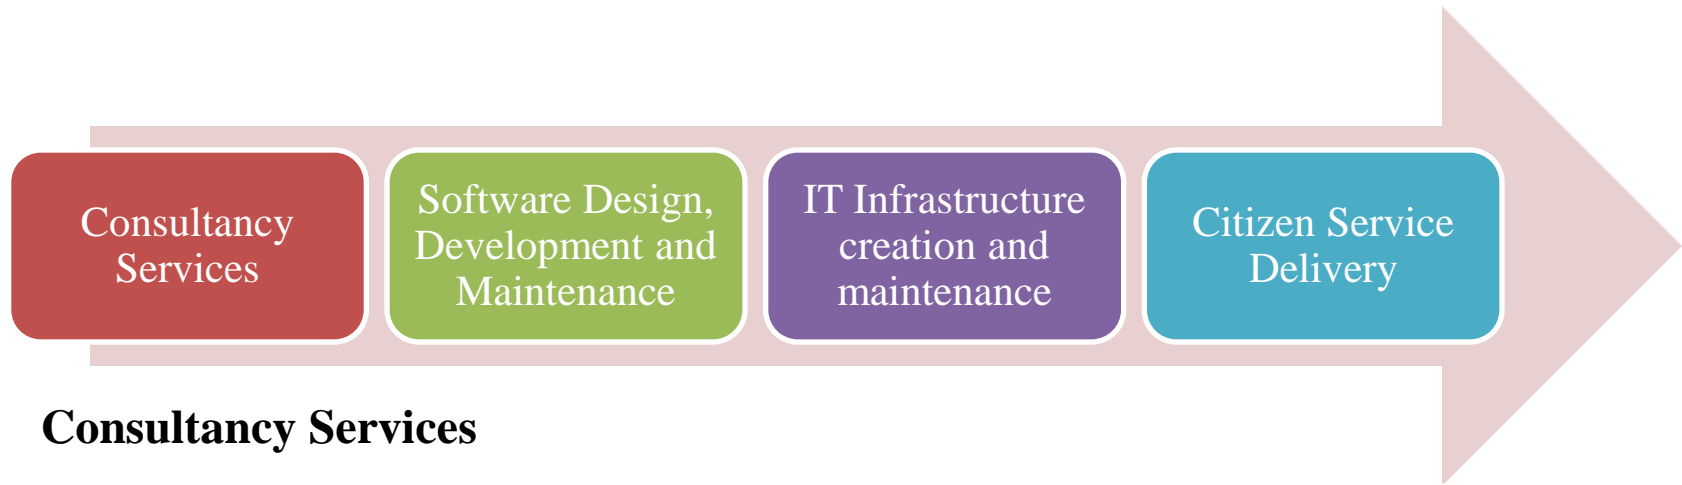 Consultancy
Services
Software Design,
Development and
Maintenance
IT Infrastructure
creation and
maintenance
Citizen Service
Delivery
Consultancy Services